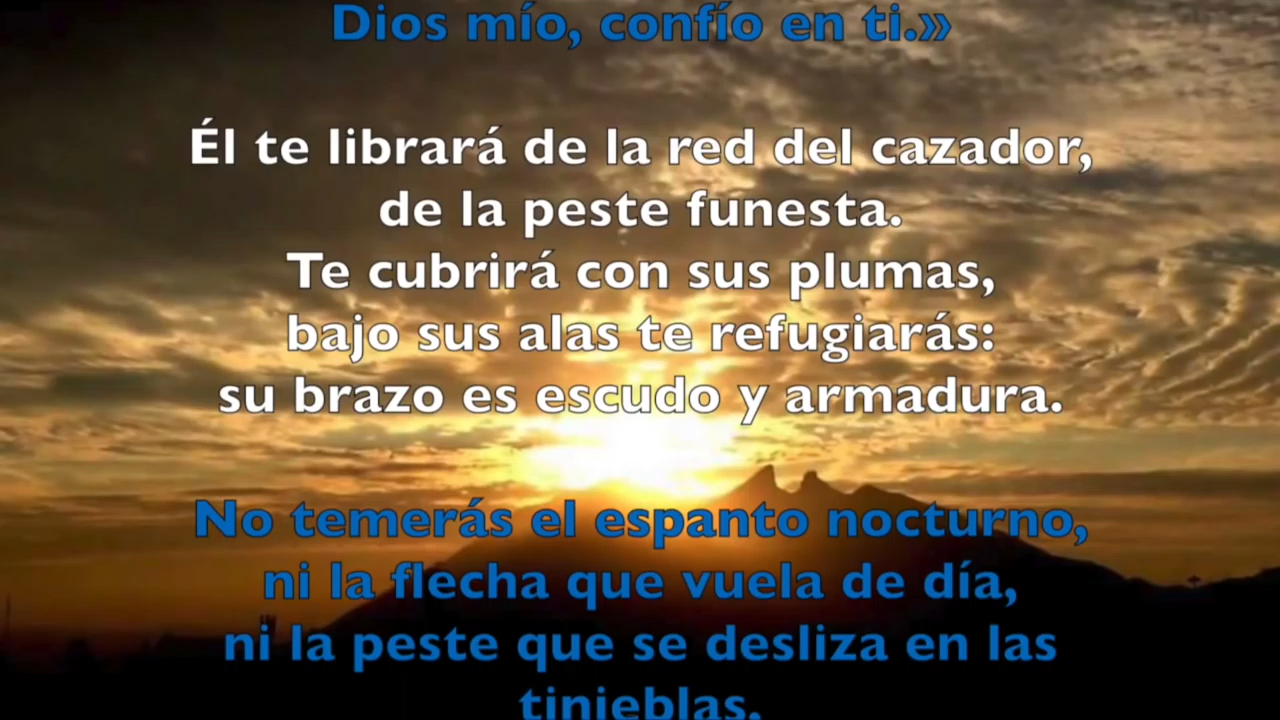 Dios mío, confío en ti.»
Él te librará de la red del cazador,
de la peste funesta.
Te cubrirá con sus plumas,
bajo sus alas te refugiarás:
su brazo es escudo y armadura.
No temerás el espanto nocturno,
ni la flecha que vuela de día,
ni la peste que se desliza en las
tinieblas,